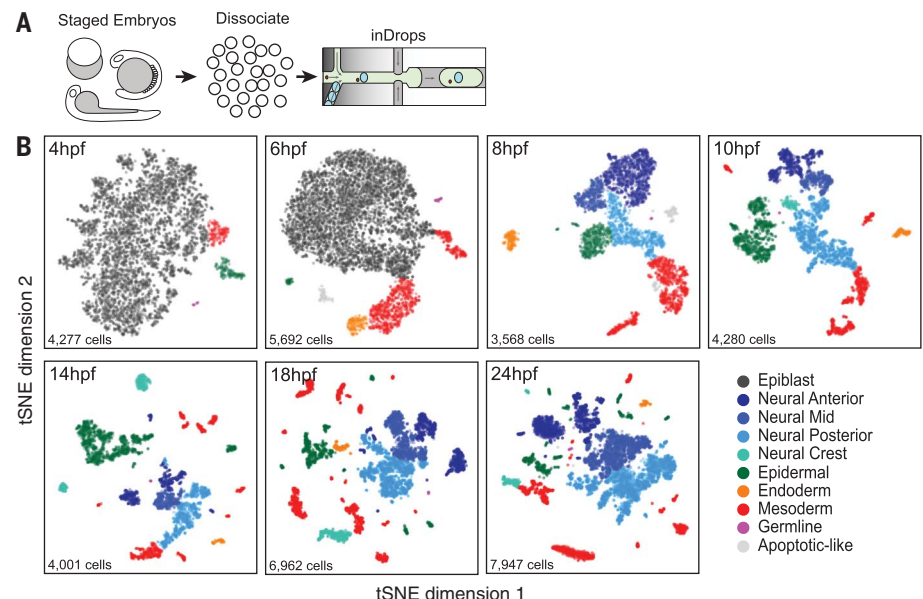 A
Staged Embryos
Dissociate
inDrops
B
4hpf
4,277 cells
6hpf
5,692 cells
8hpf
3,568 cells
10hpf
4,280 cells
14hpf
4,001 cells
18hpf
6,962 cells
24hpf
7,947 cells
tSNE dimension 2
tSNE dimension 1
Epiblast
Neural Anterior
Neural Mid
Neural Posterior
Neural Crest
Epidermal
Endoderm
Mesoderm
Germline
Apoptotic-like